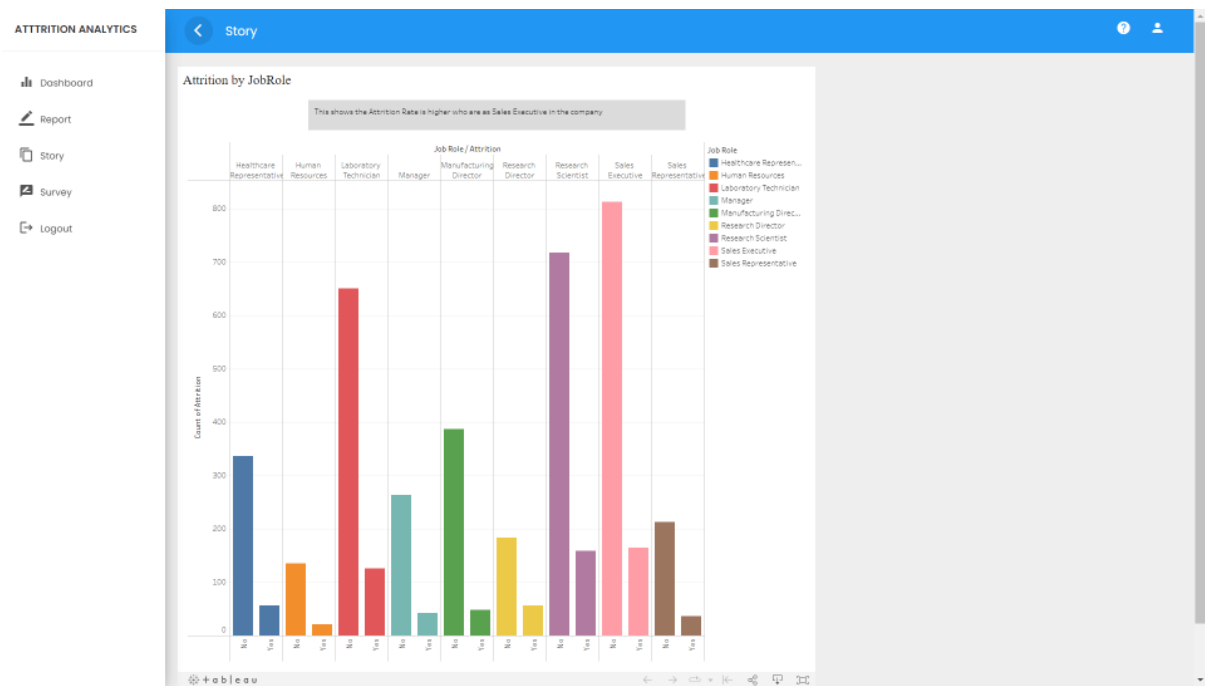 ATTTRITION ANALYTICS
Story
Dashboard
Report
Story
Survey
Logout
Attrition by JobRole
This shows the Attrition Rate is higher who are as Sales Executive in the company
Job Role / Attrition
Healthcare Representative
Human Resources
Laboratory Technician
Manager
Manufacturing Director
Research Director
Research Scientist
Sales Executive
Sales Representative
Job Role
Healthcare Represen...
Human Resources
Laboratory Technician
Manager
Manufacturing Direc...
Research Director
Research Scientist
Sales Executive
Sales Representative
Count of Attrition
800
700
600
500
400
300
200
100
0
No Yes No Yes No Yes No Yes No Yes No Yes No Yes No Yes No Yes
+ableau